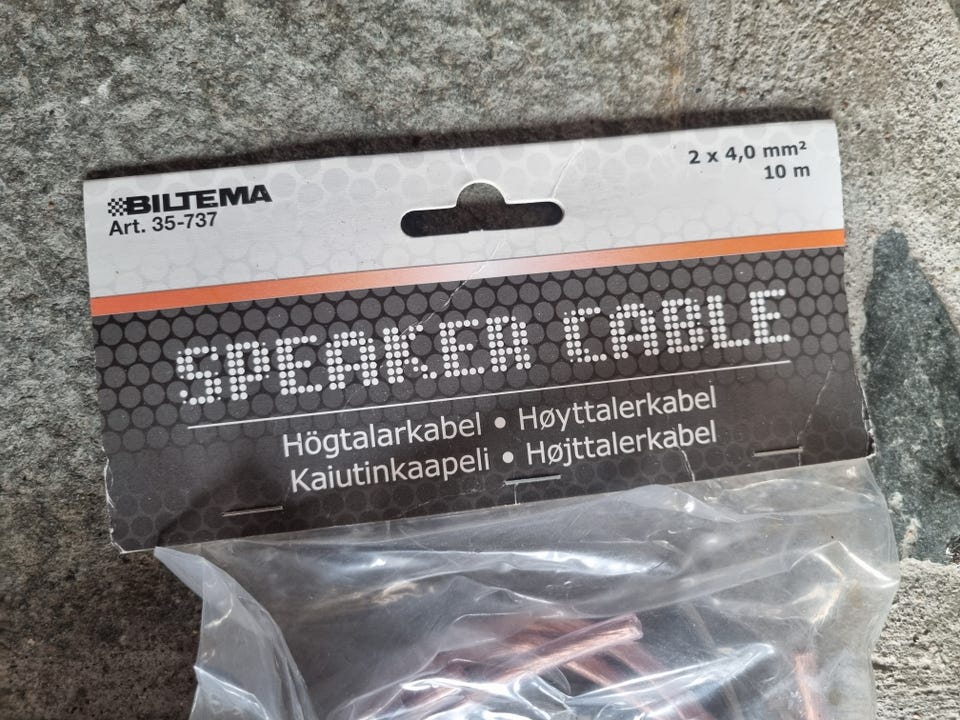 BILTEMA
Art. 35-737
2 x 4,0 mm²
10 m
SPEAKER CABLE
Högtalarkabel • Høyttalerkabel
Kaiutinkaapeli • Højttalerkabel